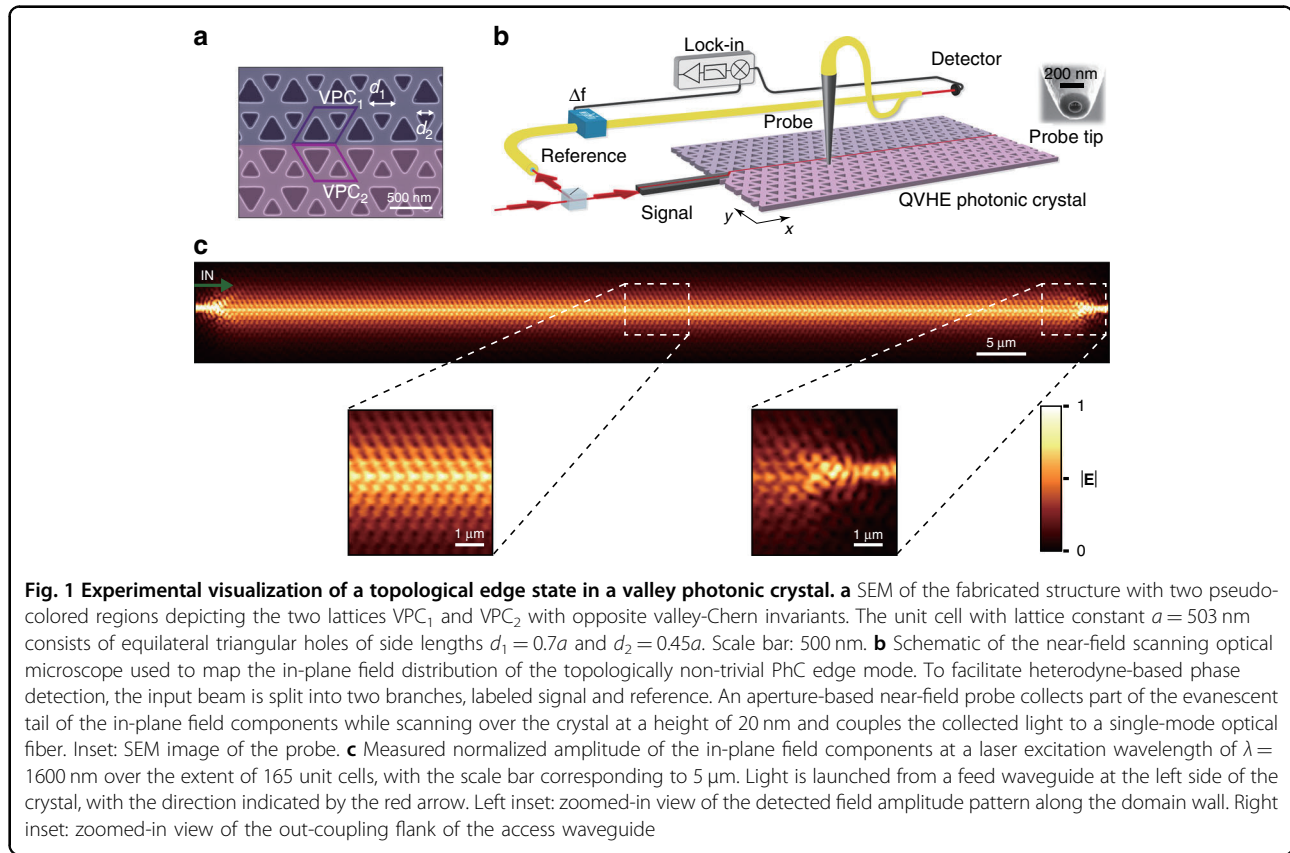 a
VPC1
d1
d2
VPC2
500 nm
b
Lock-in
Δf
Reference
Signal
Probe
Detector
200 nm
Probe tip
QVHE photonic crystal
y
x
c
IN
5 μm
1 μm
1 μm
1
|E|
0
Fig. 1 Experimental visualization of a topological edge state in a valley photonic crystal. a SEM of the fabricated structure with two pseudo-
colored regions depicting the two lattices VPC1 and VPC2 with opposite valley-Chern invariants. The unit cell with lattice constant a = 503 nm
consists of equilateral triangular holes of side lengths d1 = 0.7a and d2 = 0.45a. Scale bar: 500 nm. b Schematic of the near-field scanning optical
microscope used to map the in-plane field distribution of the topologically non-trivial PhC edge mode. To facilitate heterodyne-based phase
detection, the input beam is split into two branches, labeled signal and reference. An aperture-based near-field probe collects part of the evanescent
tail of the in-plane field components while scanning over the crystal at a height of 20 nm and couples the collected light to a single-mode optical
fiber. Inset: SEM image of the probe. c Measured normalized amplitude of the in-plane field components at a laser excitation wavelength of λ =
1600 nm over the extent of 165 unit cells, with the scale bar corresponding to 5 μm. Light is launched from a feed waveguide at the left side of the
crystal, with the direction indicated by the red arrow. Left inset: zoomed-in view of the detected field amplitude pattern along the domain wall. Right
inset: zoomed-in view of the out-coupling flank of the access waveguide